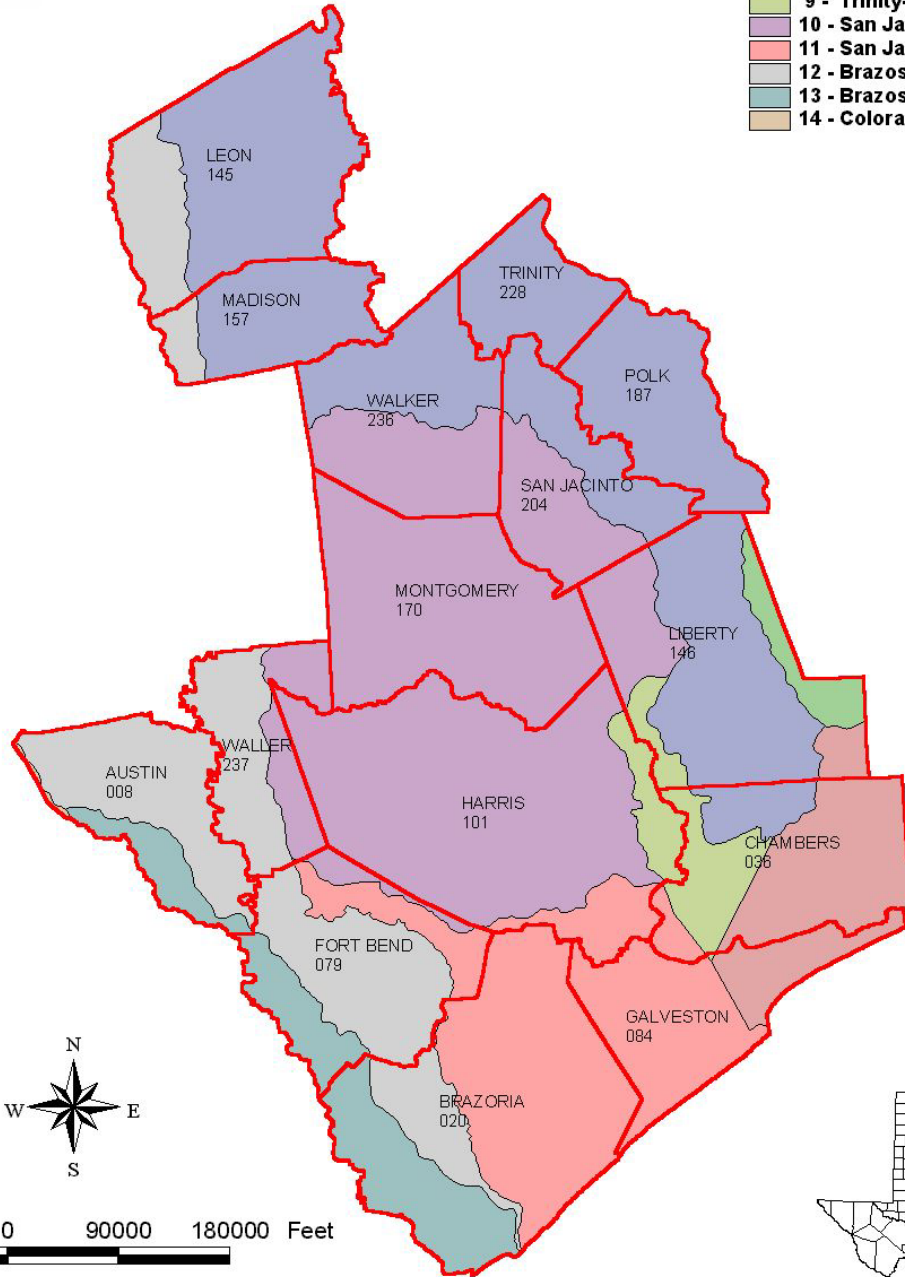 9 - Trinity-
10 - San Ja
11 - San Ja
12 - Brazos
13 - Brazos
14 - Colora
LEON
145
MADISON
157
TRINITY
228
POLK
187
WALKER
236
SAN JACINTO
204
MONTGOMERY
170
LIBERTY
146
WALLER
237
AUSTIN
008
HARRIS
101
CHAMBERS
036
FORT BEND
079
GALVESTON
084
BRAZORIA
020
N
W E
S
0 90000 180000 Feet